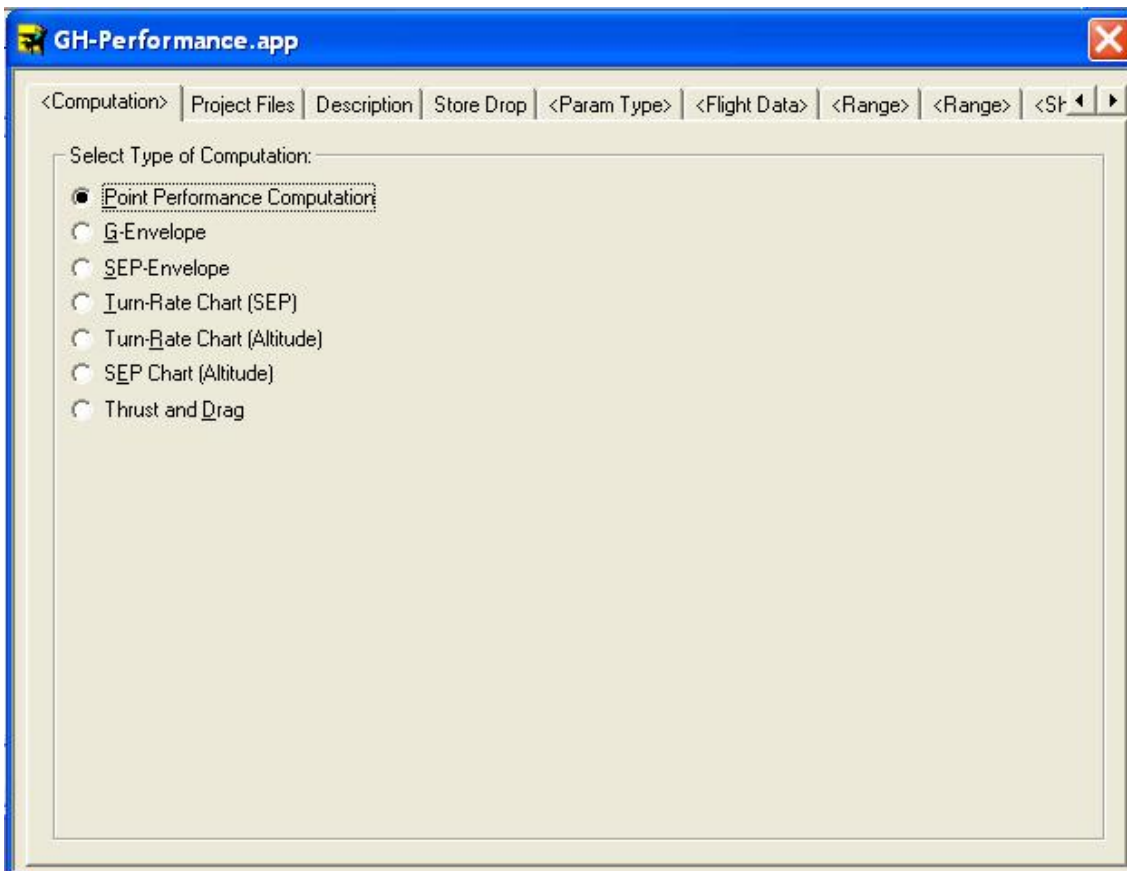 GH-Performance.app
<Computation> Project Files Description Store Drop <Param Type> <Flight Data> <Range> <Range>
Select Type of Computation:
Point Performance Computation
G-Envelope
SEP-Envelope
Turn-Rate Chart (SEP)
Turn-Rate Chart (Altitude)
SEP Chart (Altitude)
Thrust and Drag